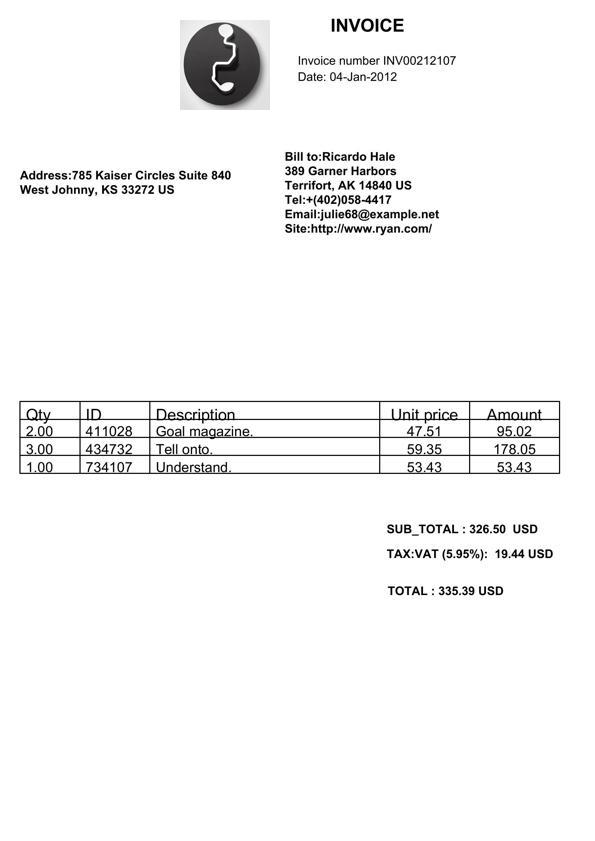 INVOICE
Invoice number INV00212107
Date: 04-Jan-2012
Address:785 Kaiser Circles Suite 840
West Johnny, KS 33272 US
Bill to:Ricardo Hale
389 Garner Harbors
Terrifort, AK 14840 US
Tel:+(402)058-4417
Email:julie68@example.net
Site:http://www.ryan.com/
Qty ID Description Unit price Amount
2.00 411028 Goal magazine. 47.51 95.02
3.00 434732 Tell onto. 59.35 178.05
1.00 734107 Understand. 53.43 53.43
SUB_TOTAL : 326.50 USD
TAX:VAT (5.95%): 19.44 USD
TOTAL : 335.39 USD